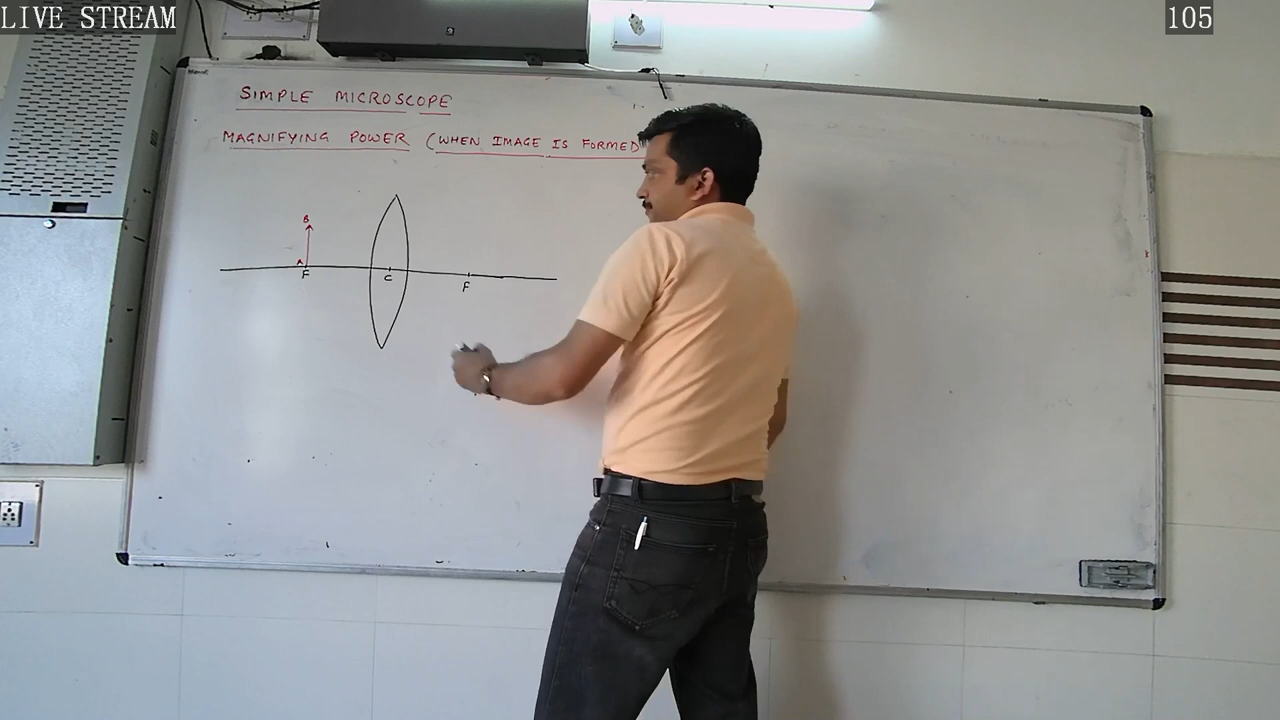 LIVE STREAM
105
SIMPLE MICROSCOPE
MAGNIFYING POWER (WHEN IMAGE IS FORMED
B
A
F
C
F